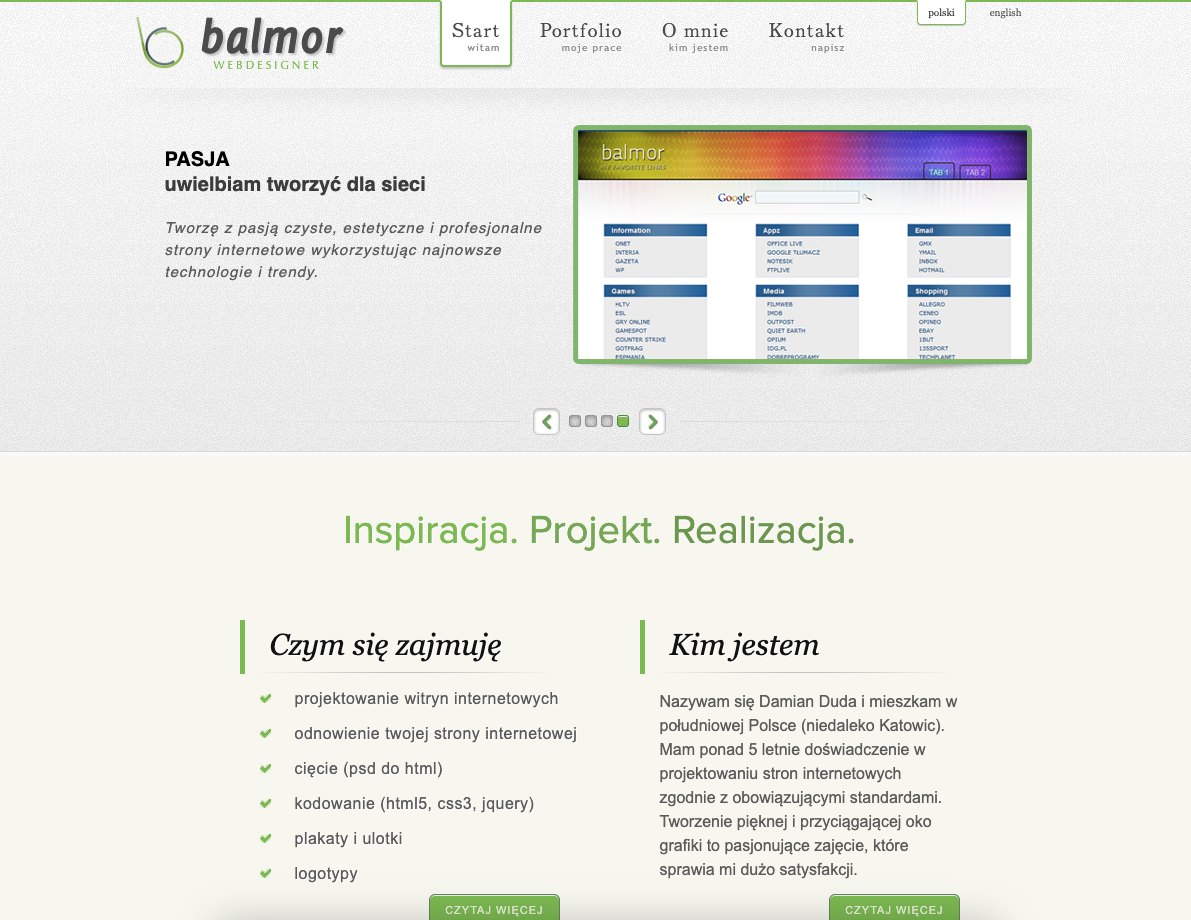 balmor
WEBDESIGNER
Start
witam
Portfolio
moje prace
O mnie
kim jestem
Kontakt
napisz
polski
english
PASJA
uwielbiam tworzyć dla sieci
Tworzę z pasją czyste, estetyczne i profesjonalne
strony internetowe wykorzystując najnowsze
technologie i trendy.
balmor
MY FAVORITE LINKS
TAB 1
TAB 2
Google
Information
ONET
INTERIA
GAZETA
WP
Appz
OFFICE LIVE
GOOGLE TŁUMACZ
NOTESIK
FTPLIVE
Email
GMX
YMAIL
INBOX
HOTMAIL
Games
HLTV
ESL
GRY ONLINE
GAMESPOT
COUNTER STRIKE
GOTFRAG
ESPMANIA
Media
FILMWEB
IMDB
OUTPOST
QUIET EARTH
OPIUM
IDG.PL
DOBREPROGRAMY
Shopping
ALLEGRO
CENEO
OPINEO
EBAY
1BUT
13SSPORT
TECHPLANET
Inspiracja. Projekt. Realizacja.
Czym się zajmuję
projektowanie witryn internetowych
odnowienie twojej strony internetowej
cięcie (psd do html)
kodowanie (html5, css3, jquery)
plakaty i ulotki
logotypy
CZYTAJ WIĘCEJ
Kim jestem
Nazywam się Damian Duda i mieszkam w
południowej Polsce (niedaleko Katowic).
Mam ponad 5 letnie doświadczenie w
projektowaniu stron internetowych
zgodnie z obowiązującymi standardami.
Tworzenie pięknej i przyciągającej oko
grafiki to pasjonujące zajęcie, które
sprawia mi dużo satysfakcji.
CZYTAJ WIĘCEJ